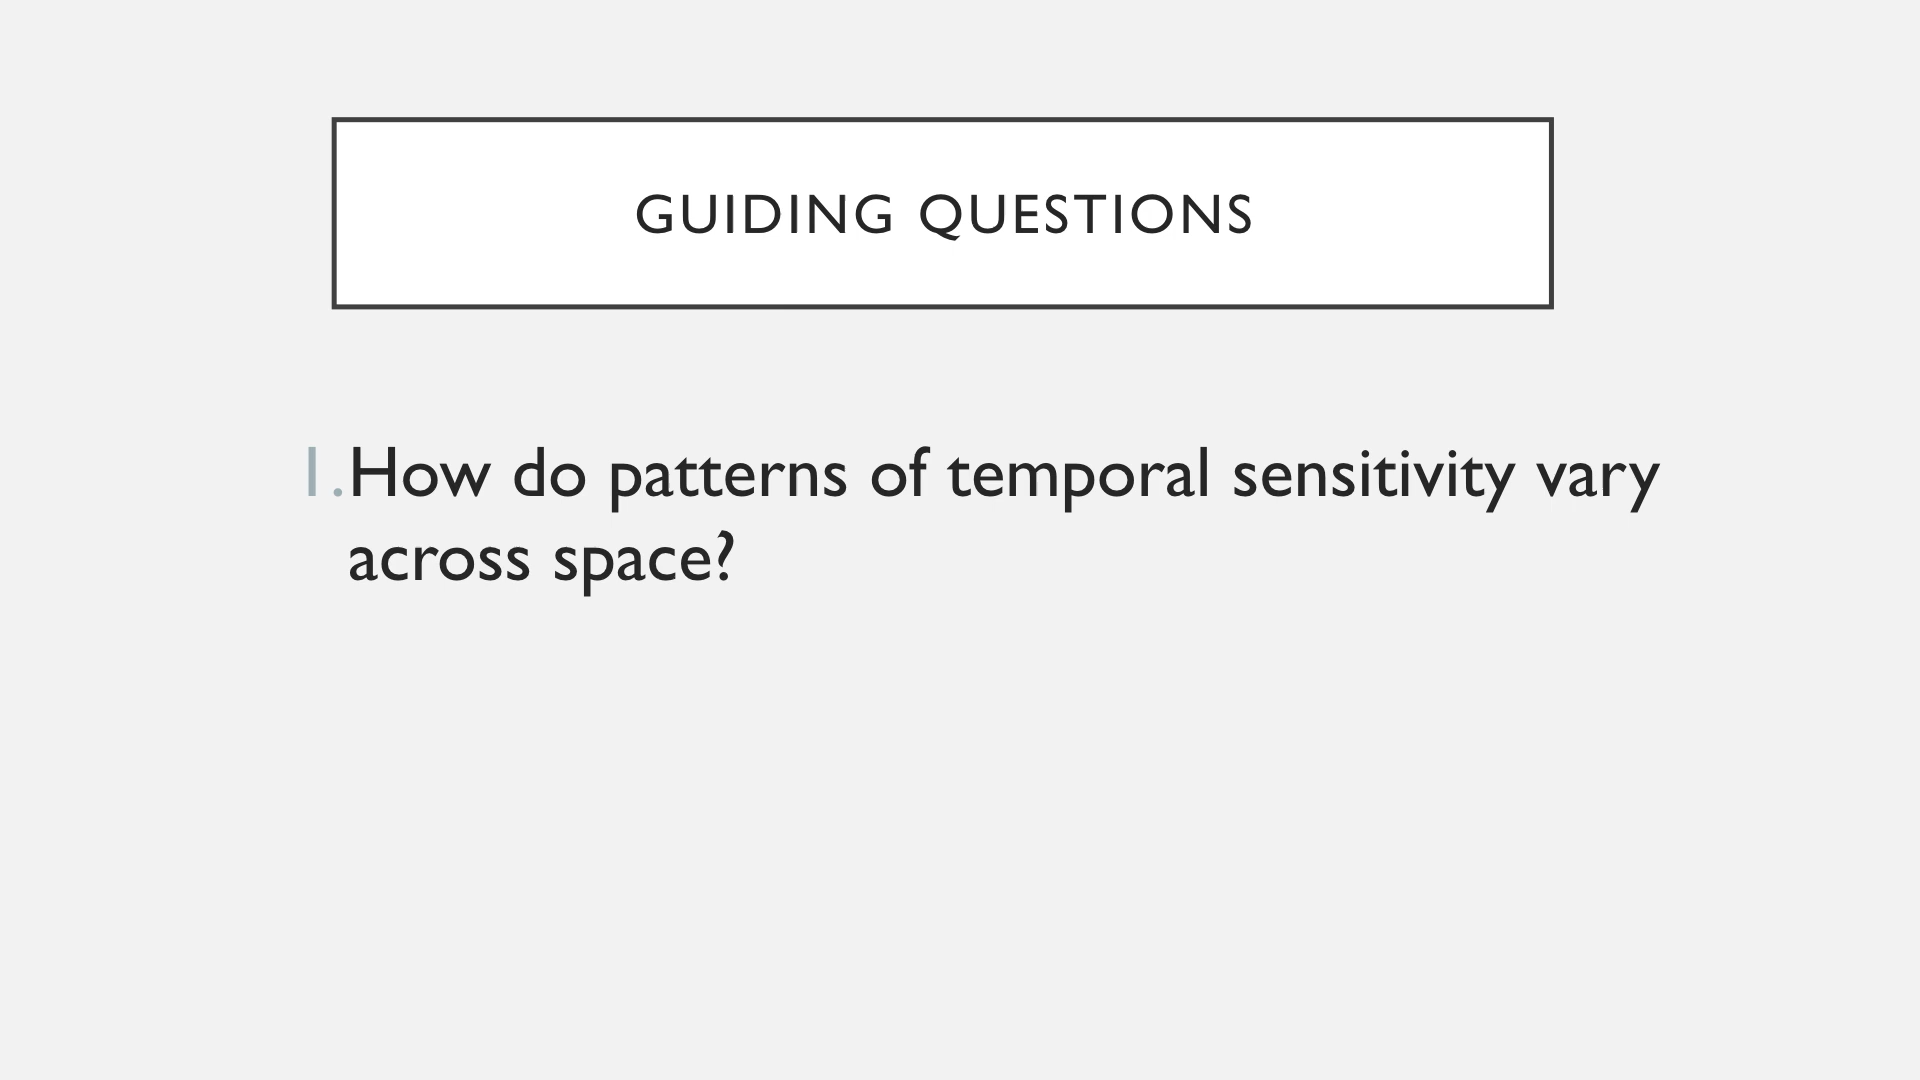 GUIDING QUESTIONS
1. How do patterns of temporal sensitivity vary
across space?